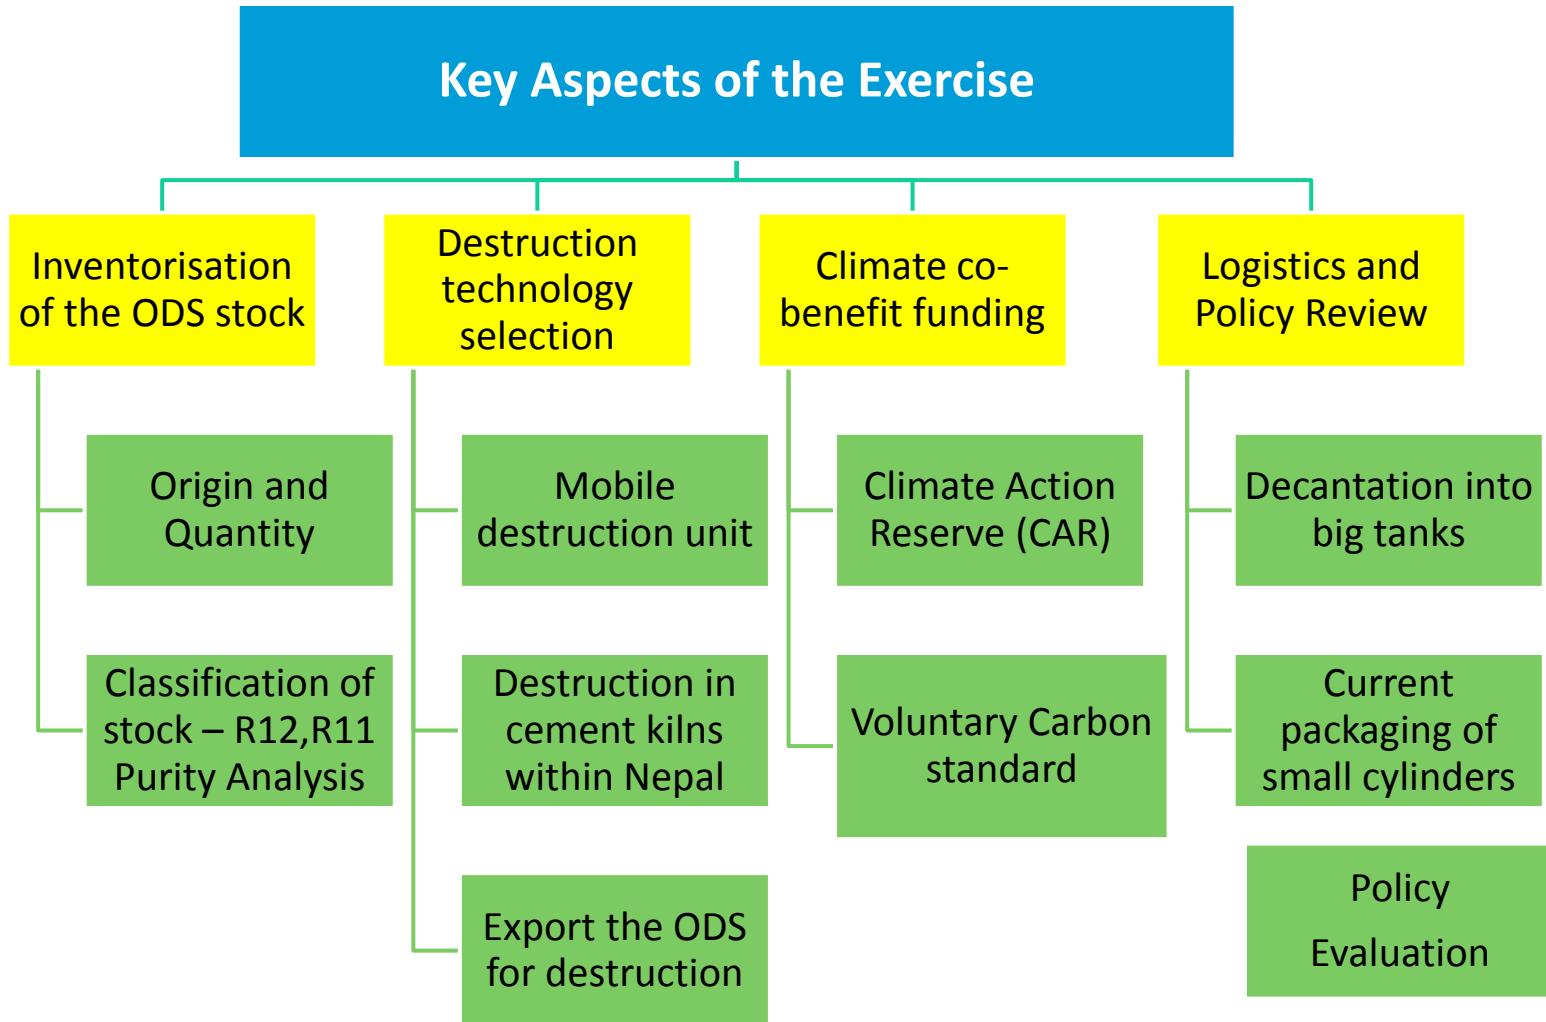 Key Aspects of the Exercise
Inventorisation
of the ODS stock
Origin and
Quantity
Classification of
stock – R12,R11
Purity Analysis
Destruction
technology
selection
Mobile
destruction unit
Destruction in
cement kilns
within Nepal
Export the ODS
for destruction
Climate co-
benefit funding
Climate Action
Reserve (CAR)
Voluntary Carbon
standard
Logistics and
Policy Review
Decantation into
big tanks
Current
packaging of
small cylinders
Policy
Evaluation